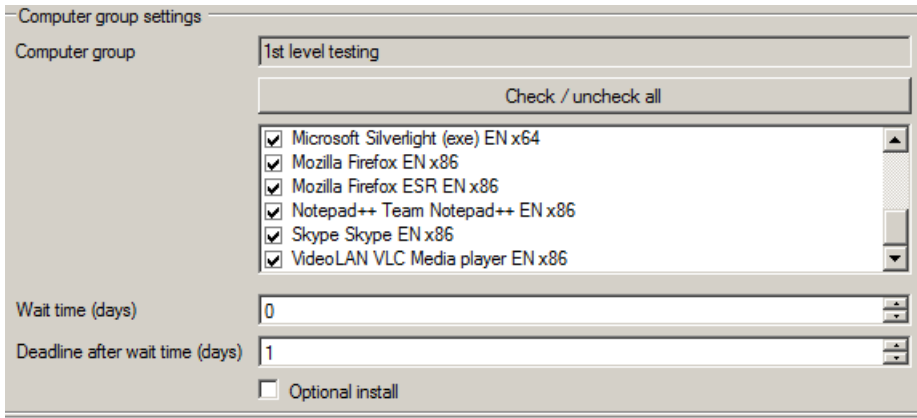 Computer group settings
Computer group
1st level testing
Check / uncheck all
Microsoft Silverlight (exe) EN x64
Mozilla Firefox EN x86
Mozilla Firefox ESR EN x86
Notepad++ Team Notepad++ EN x86
Skype Skype EN x86
VideoLAN VLC Media player EN x86
Wait time (days)
0
Deadline after wait time (days)
1
Optional install